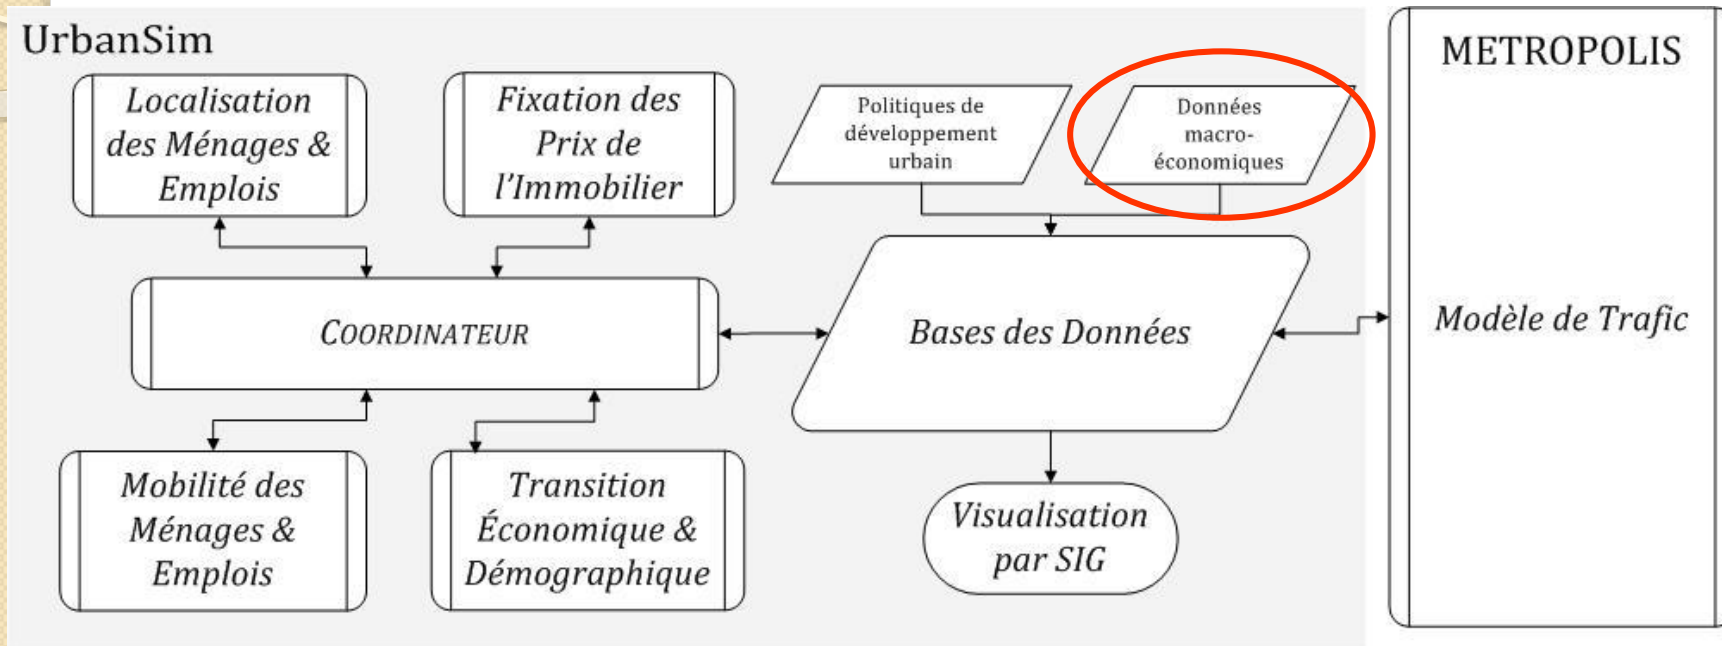 UrbanSim
Localisation
des Ménages &
Emplois
Fixation des
Prix de
l'Immobilier
Politiques de
développement
urbain
Données
macro-
économiques
METROPOLIS
COORDINATEUR
Bases des Données
Modèle de Trafic
Mobilité des
Ménages &
Emplois
Transition
Économique &
Démographique
Visualisation
par SIG